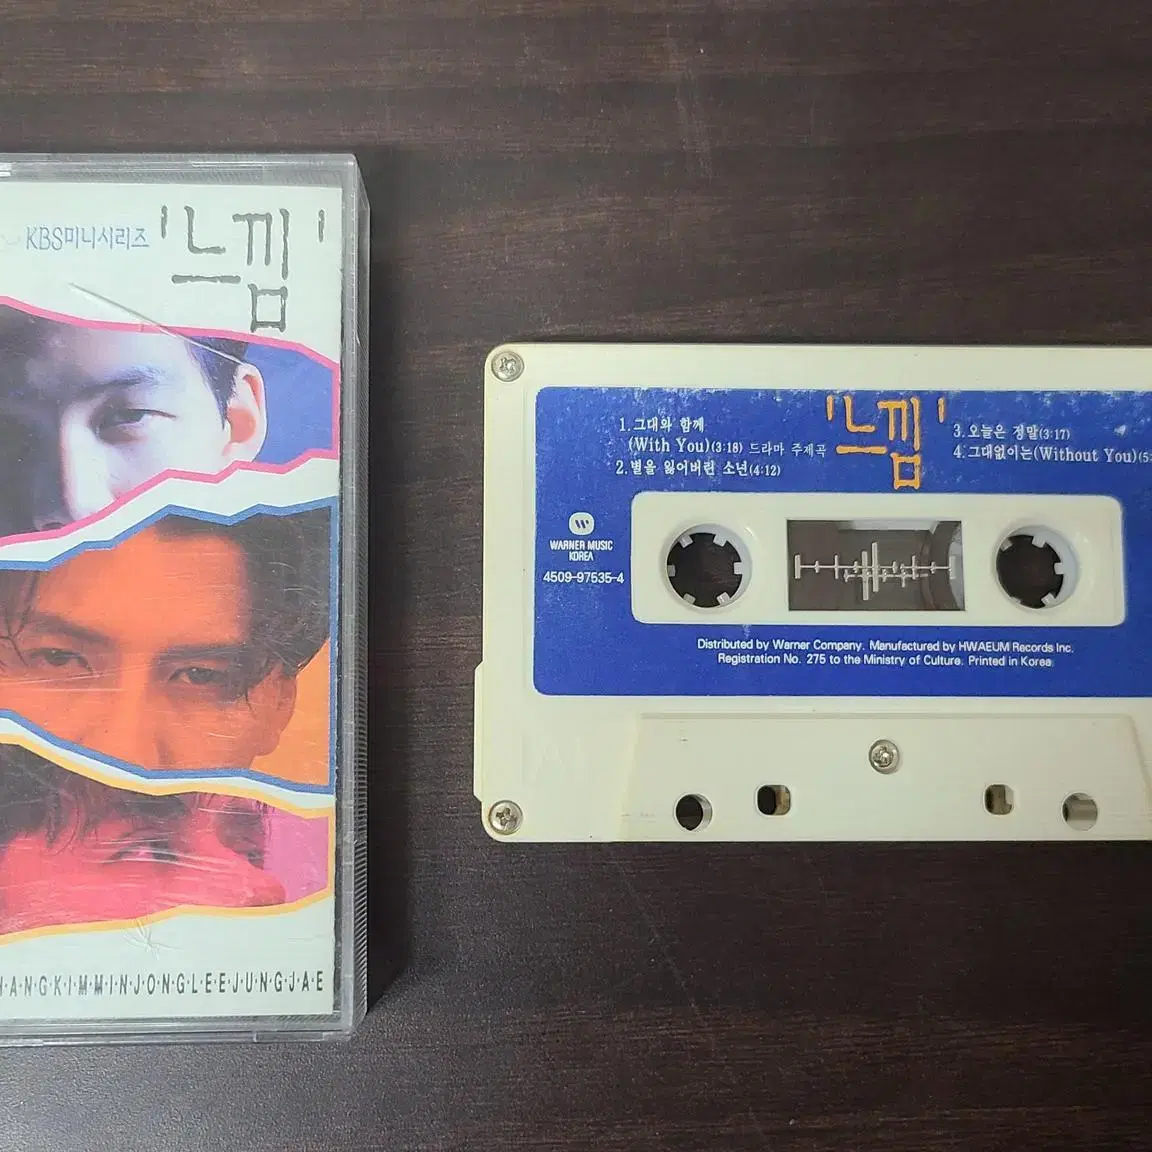 KBS미니시리즈 '느낌'
H·A·N·G·K·I·M·M·I·N·J·O·N·G·L·E·E·J·U·N·G·J·A·E
'느낌'
1.그대와 함께
(With You)(3:18) 드라마 주제곡
2.별을 잃어버린 소년(4:12)
3.오늘은 정말(3:17)
4.그대없이는(Without You)(5:
WARNER MUSIC
KOREA
4509-97535-4
Distributed by Warner Company. Manufactured by HWAEUM Records Inc.
Registration No. 275 to the Ministry of Culture. Printed in Korea.